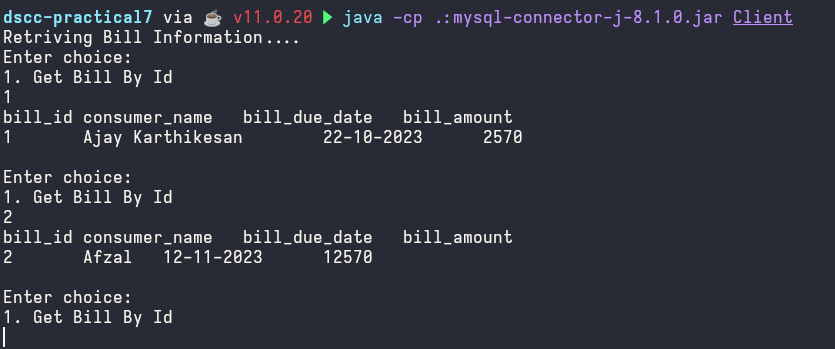 dscc-practical7 via ☕ v11.0.20 ▶ java -cp .:mysql-connector-j-8.1.0.jar Client
Retriving Bill Information....
Enter choice:
1. Get Bill By Id
1
bill_id consumer_name   bill_due_date   bill_amount
1       Ajay Karthikesan        22-10-2023      2570

Enter choice:
1. Get Bill By Id
2
bill_id consumer_name   bill_due_date   bill_amount
2       Afzal   12-11-2023      12570

Enter choice:
1. Get Bill By Id